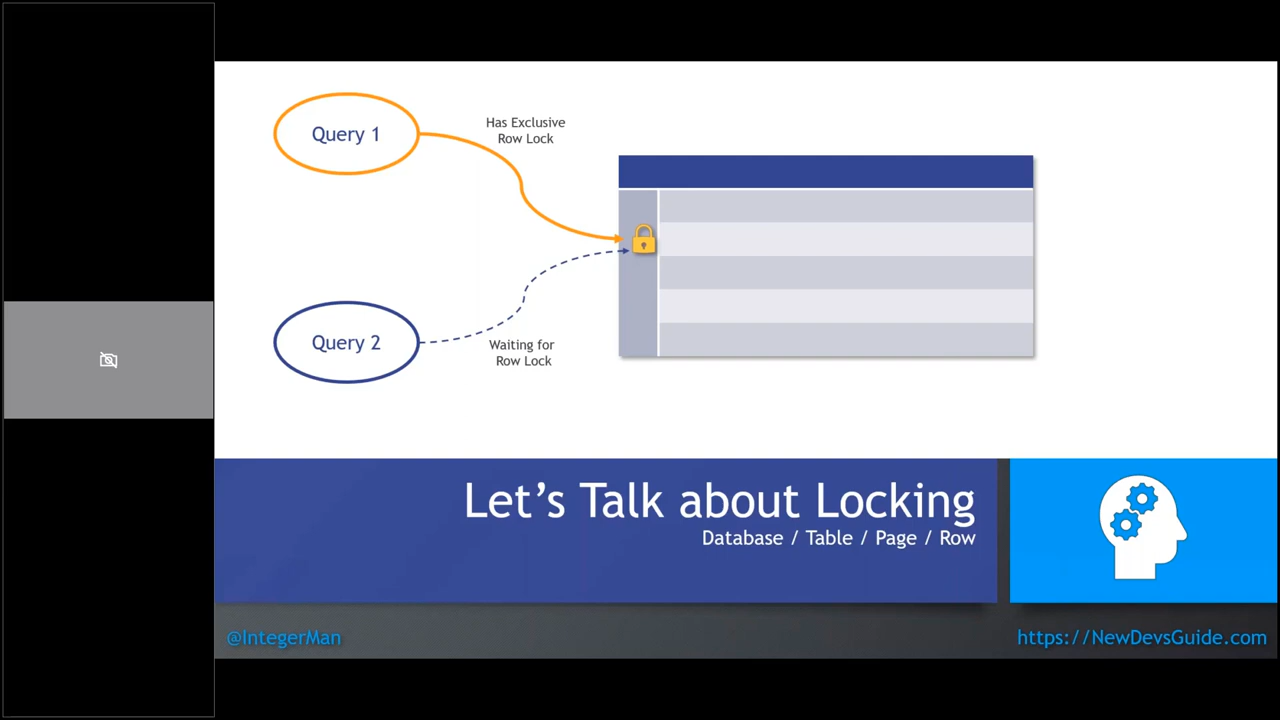 Query 1
Has Exclusive
Row Lock
Query 2
Waiting for
Row Lock
Let’s Talk about Locking
Database / Table / Page / Row
@IntegerMan
https://NewDevsGuide.com